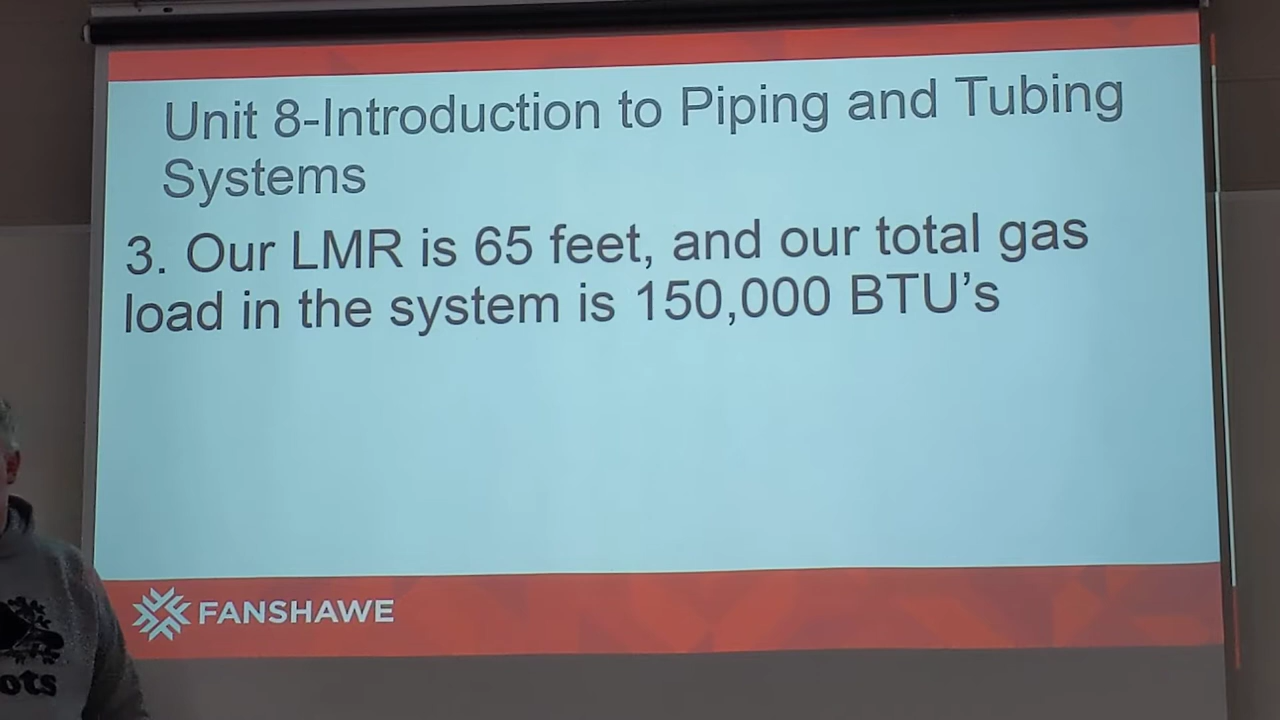 Unit 8-Introduction to Piping and Tubing
Systems
3. Our LMR is 65 feet, and our total gas
load in the system is 150,000 BTU’s
FANSHAWE
ots